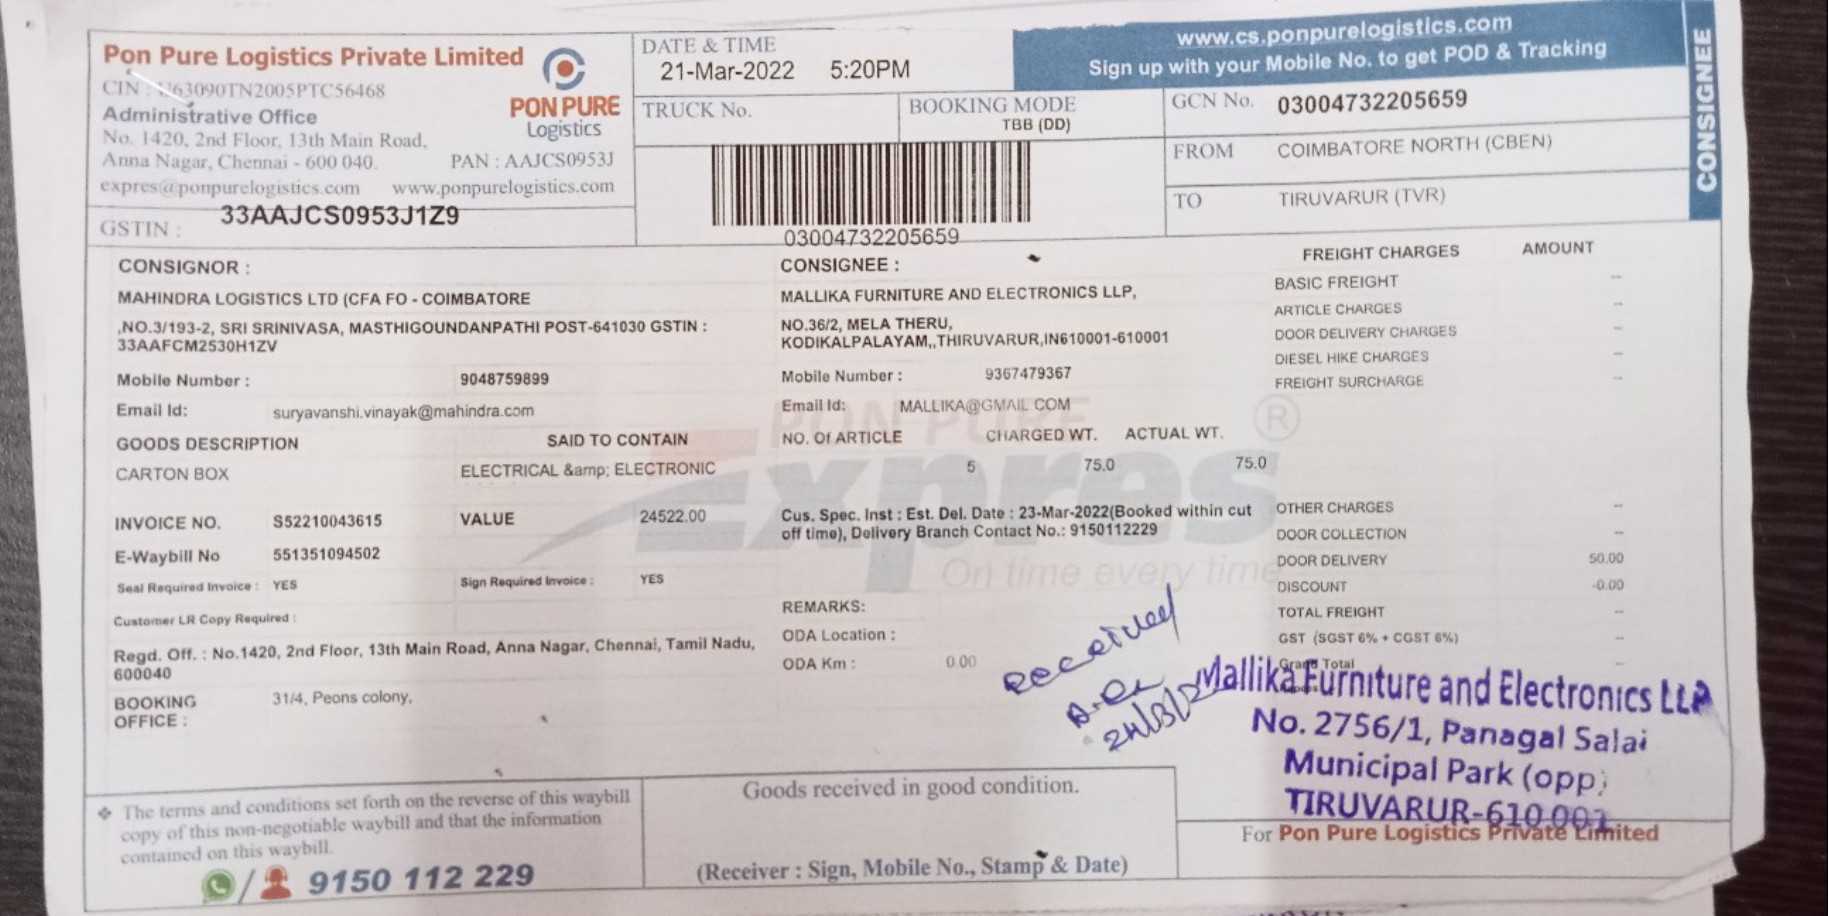 Pon Pure Logistics Private Limited
CIN : U63090TN2005PTC56468
Administrative Office
No. 1420, 2nd Floor, 13th Main Road,
Anna Nagar, Chennai - 600 040.
PAN : AAJCS0953J
expres@ponpurelogistics.com www.ponpurelogistics.com
GSTIN : 33AAJCS0953J1Z9
PON PURE
Logistics
DATE & TIME
21-Mar-2022 5:20PM
TRUCK No.
BOOKING MODE
TBB (DD)
03004732205659
www.cs.ponpurelogistics.com
Sign up with your Mobile No. to get POD & Tracking
GCN No. 03004732205659
FROM COIMBATORE NORTH (CBEN)
TO TIRUVARUR (TVR)
CONSIGNEE
CONSIGNOR :
MAHINDRA LOGISTICS LTD (CFA FO - COIMBATORE
,NO.3/193-2, SRI SRINIVASA, MASTHIGOUNDANPATHI POST-641030 GSTIN :
33AAFCM2530H1ZV
Mobile Number : 9048759899
Email Id: suryavanshi.vinayak@mahindra.com
CONSIGNEE :
MALLIKA FURNITURE AND ELECTRONICS LLP,
NO.36/2, MELA THERU,
KODIKALPALAYAM,,THIRUVARUR,IN610001-610001
Mobile Number : 9367479367
Email Id: MALLIKA@GMAIL.COM
GOODS DESCRIPTION SAID TO CONTAIN
CARTON BOX ELECTRICAL &amp; ELECTRONIC
NO. Of ARTICLE CHARGED WT. ACTUAL WT.
5 75.0 75.0
INVOICE NO. S52210043615 VALUE 24522.00
E-Waybill No 551351094502
Seal Required Invoice : YES Sign Required Invoice : YES
Customer LR Copy Required :
Regd. Off. : No.1420, 2nd Floor, 13th Main Road, Anna Nagar, Chennai, Tamil Nadu,
600040
BOOKING
OFFICE :
31/4, Peons colony,
Cus. Spec. Inst : Est. Del. Date : 23-Mar-2022(Booked within cut
off time), Delivery Branch Contact No.: 9150112229
REMARKS:
ODA Location :
ODA Km : 0.00
PON PURE
Expres
®
On time every time
FREIGHT CHARGES AMOUNT
BASIC FREIGHT --
ARTICLE CHARGES --
DOOR DELIVERY CHARGES --
DIESEL HIKE CHARGES --
FREIGHT SURCHARGE --
OTHER CHARGES --
DOOR COLLECTION --
DOOR DELIVERY 50.00
DISCOUNT -0.00
TOTAL FREIGHT --
GST (SGST 6% + CGST 6%) --
Grand Total --
Received
Mallika Furniture and Electronics LLP
No. 2756/1, Panagal Salai
Municipal Park (opp)
TIRUVARUR-610 001
❖ The terms and conditions set forth on the reverse of this waybill
copy of this non-negotiable waybill and that the information
contained on this waybill.
/ 9150 112 229
Goods received in good condition.
(Receiver : Sign, Mobile No., Stamp & Date)
For Pon Pure Logistics Private Limited